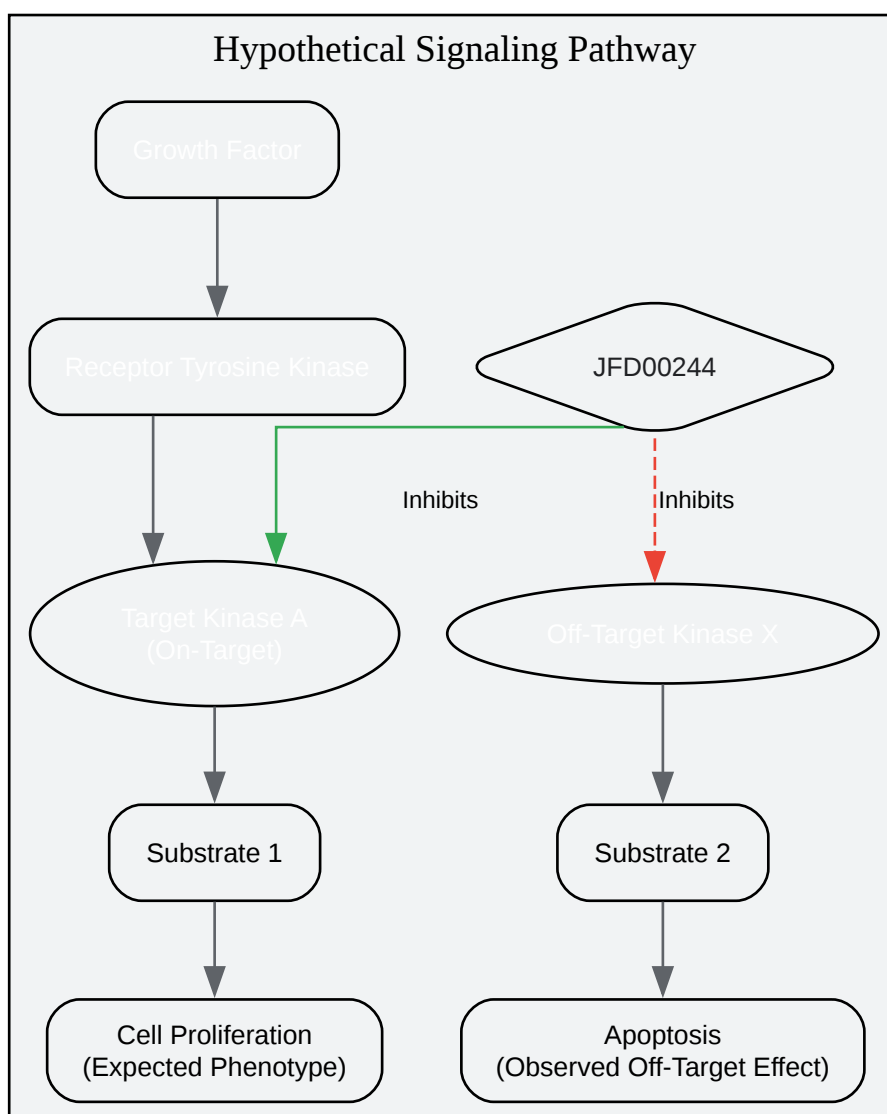 Hypothetical Signaling Pathway
Growth Factor
Receptor Tyrosine Kinase
JFD00244
Inhibits
Inhibits
Target Kinase A
(On-Target)
Off-Target Kinase X
Substrate 1
Substrate 2
Cell Proliferation
(Expected Phenotype)
Apoptosis
(Observed Off-Target Effect)